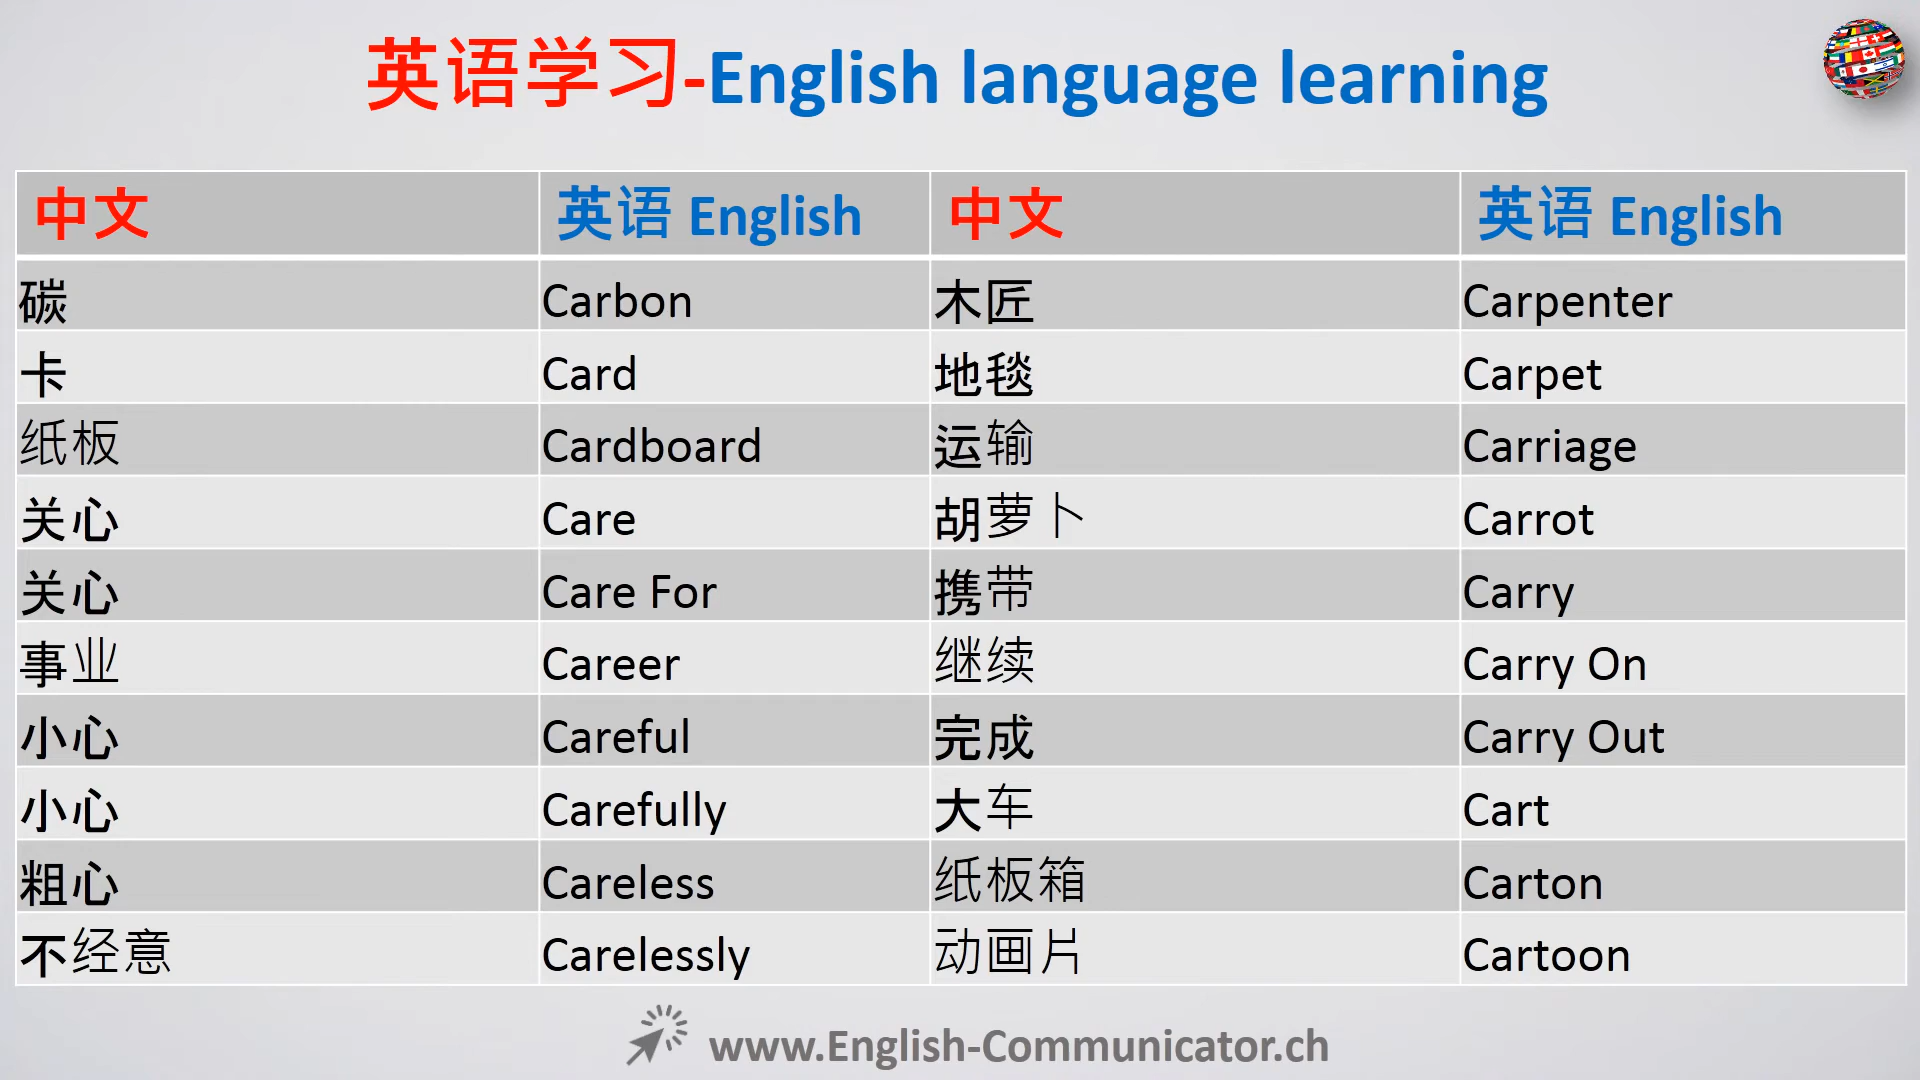 英语学习-English language learning
中文 英语 English 中文 英语 English
碳 Carbon 木匠 Carpenter
卡 Card 地毯 Carpet
纸板 Cardboard 运输 Carriage
关心 Care 胡萝卜 Carrot
关心 Care For 携带 Carry
事业 Career 继续 Carry On
小心 Careful 完成 Carry Out
小心 Carefully 大车 Cart
粗心 Careless 纸板箱 Carton
不经意 Carelessly 动画片 Cartoon
www.English-Communicator.ch